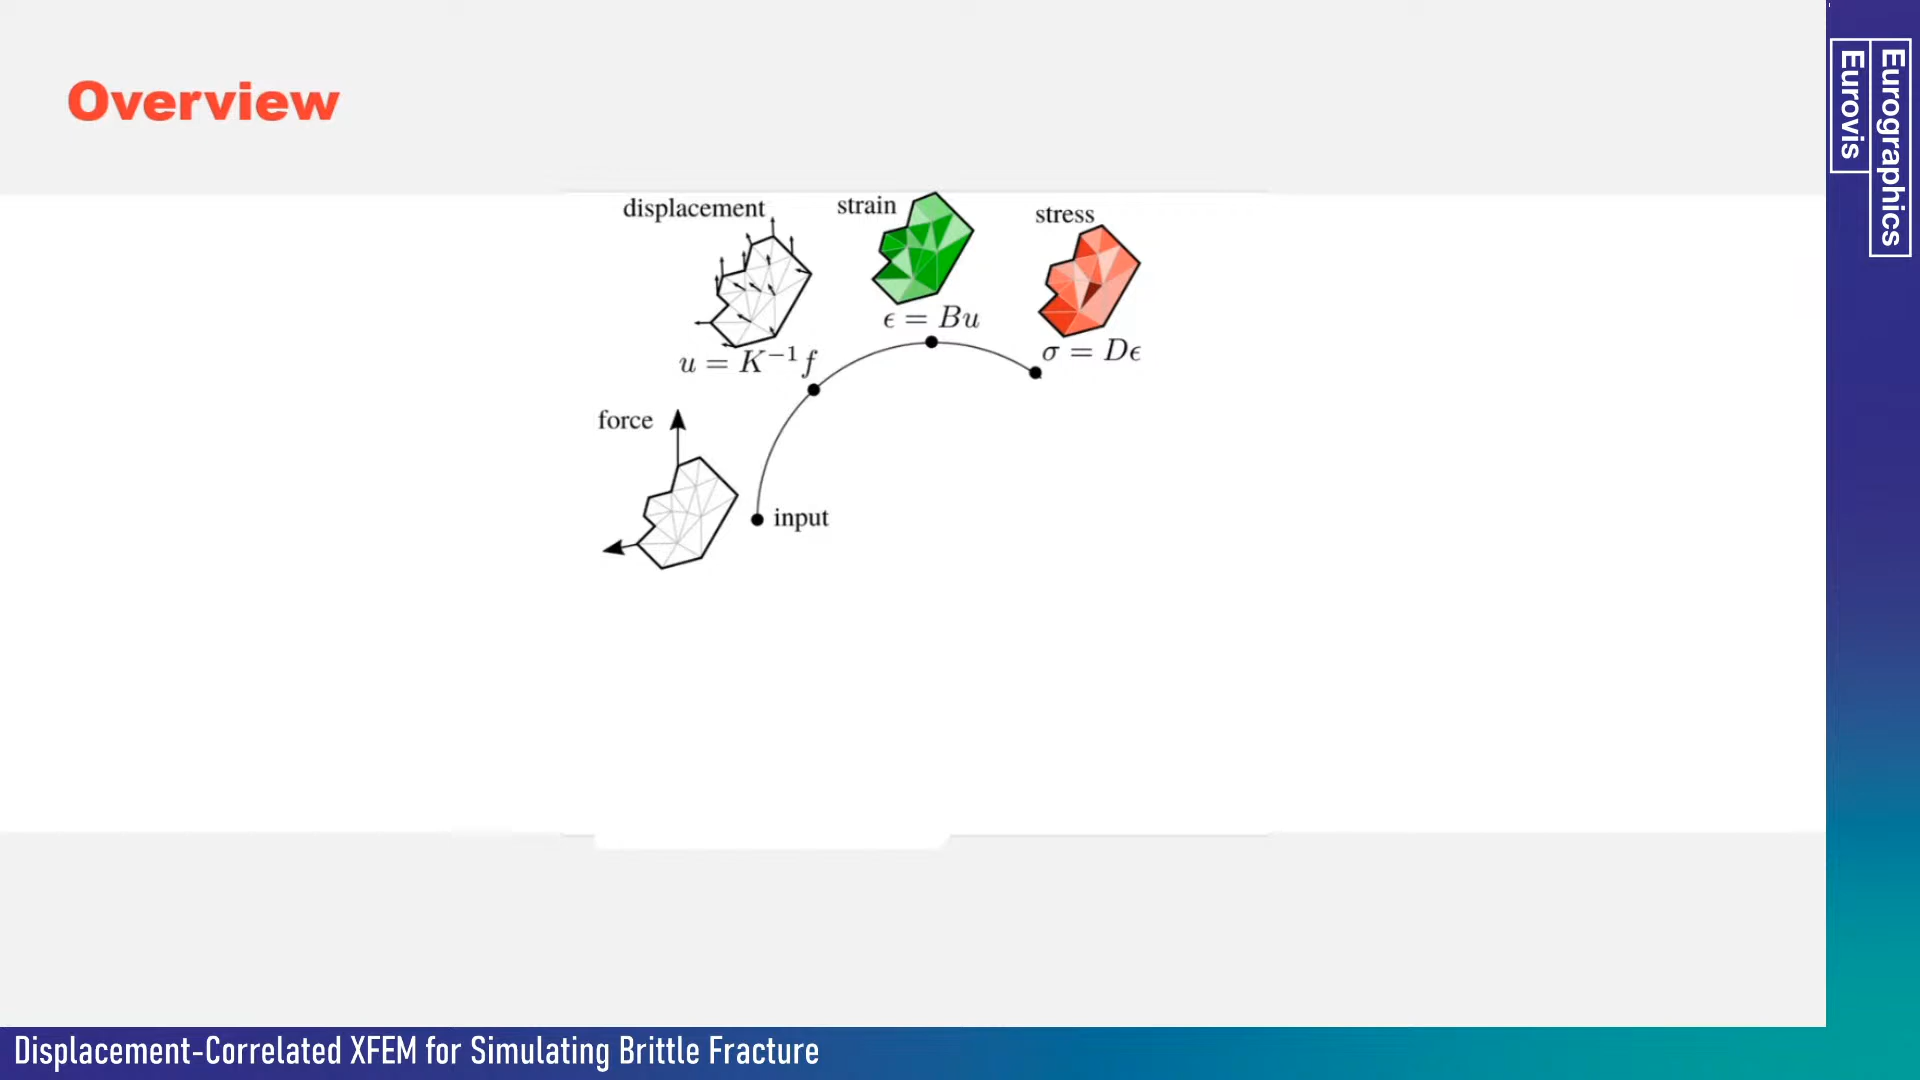 Overview
displacement
strain
stress
ϵ = Bu
u = K⁻¹f
σ = Dϵ
force
input
Eurographics
Eurovis
Displacement-Correlated XFEM for Simulating Brittle Fracture